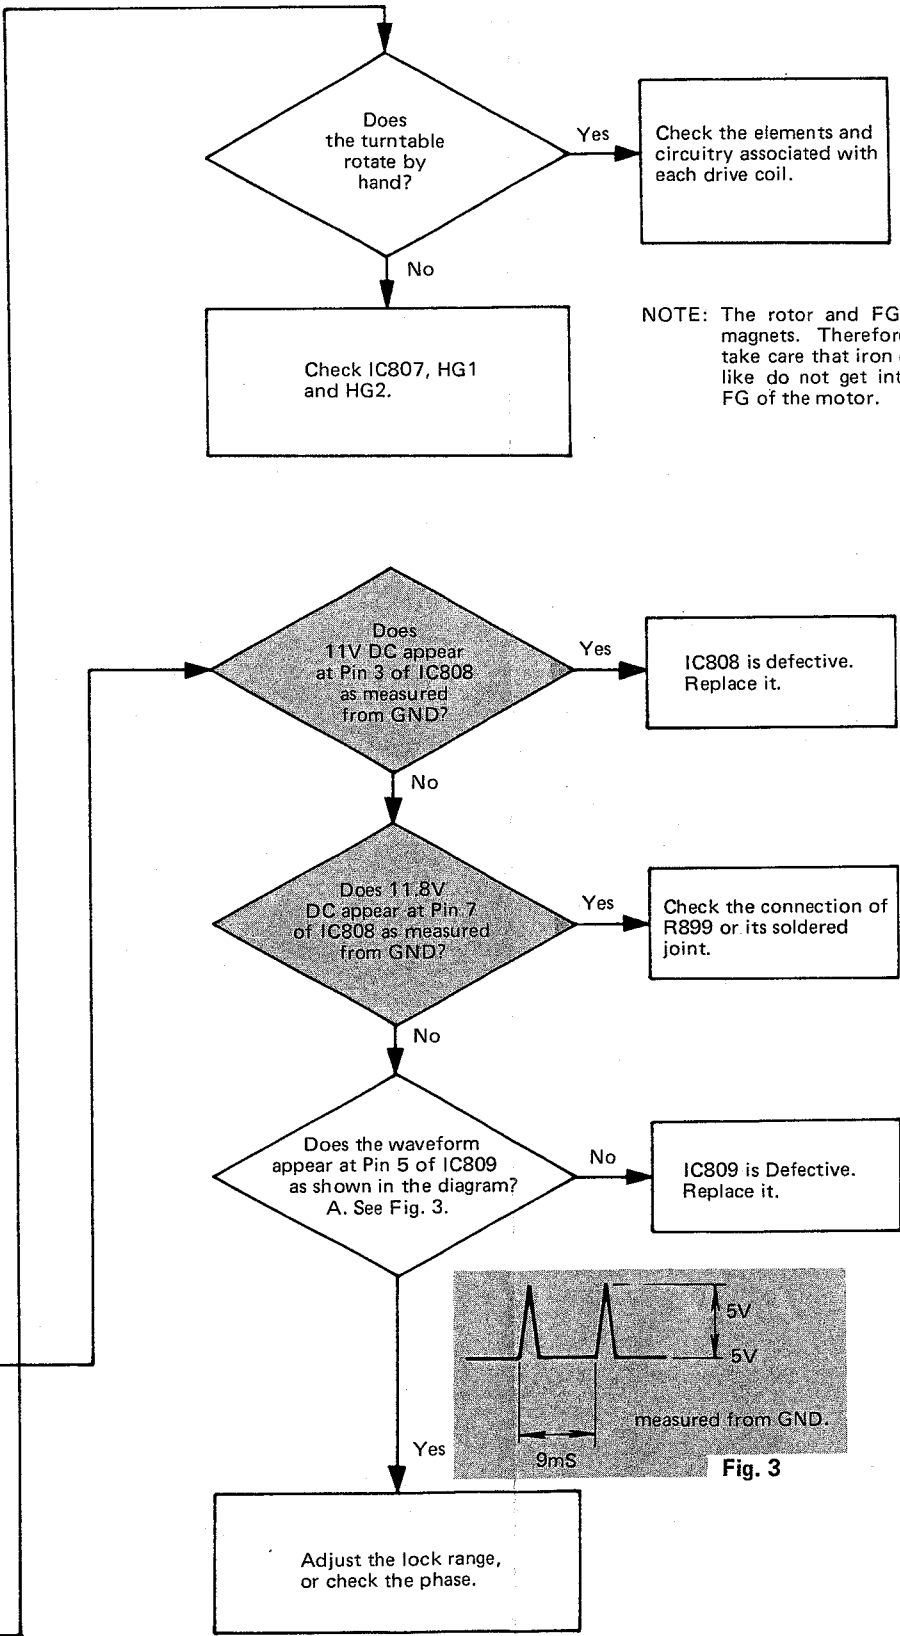 Does
the turntable
rotate by
hand?
Yes
Check the elements and
circuitry associated with
each drive coil.
No
Check IC807, HG1
and HG2.
NOTE: The rotor and FG
magnets. Therefor
take care that iron
like do not get int
FG of the motor.
Does
11V DC appear
at Pin 3 of IC808
as measured
from GND?
Yes
IC808 is defective.
Replace it.
No
Does 11.8V
DC appear at Pin 7
of IC808 as measured
from GND?
Yes
Check the connection of
R899 or its soldered
joint.
No
Does the waveform
appear at Pin 5 of IC809
as shown in the diagram?
A. See Fig. 3.
No
IC809 is Defective.
Replace it.
5V
5V
measured from GND.
9mS
Fig. 3
Yes
Adjust the lock range,
or check the phase.